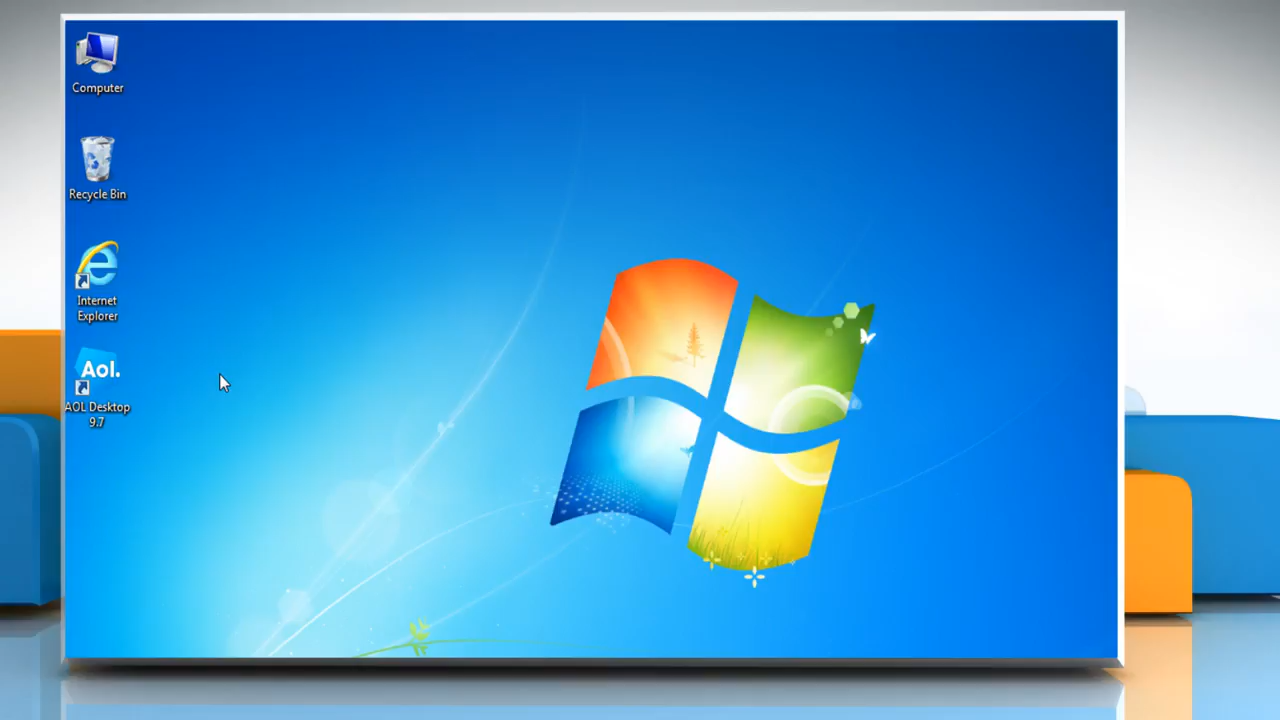 Computer
Recycle Bin
Internet
Explorer
Aol.
AOL Desktop
9.7